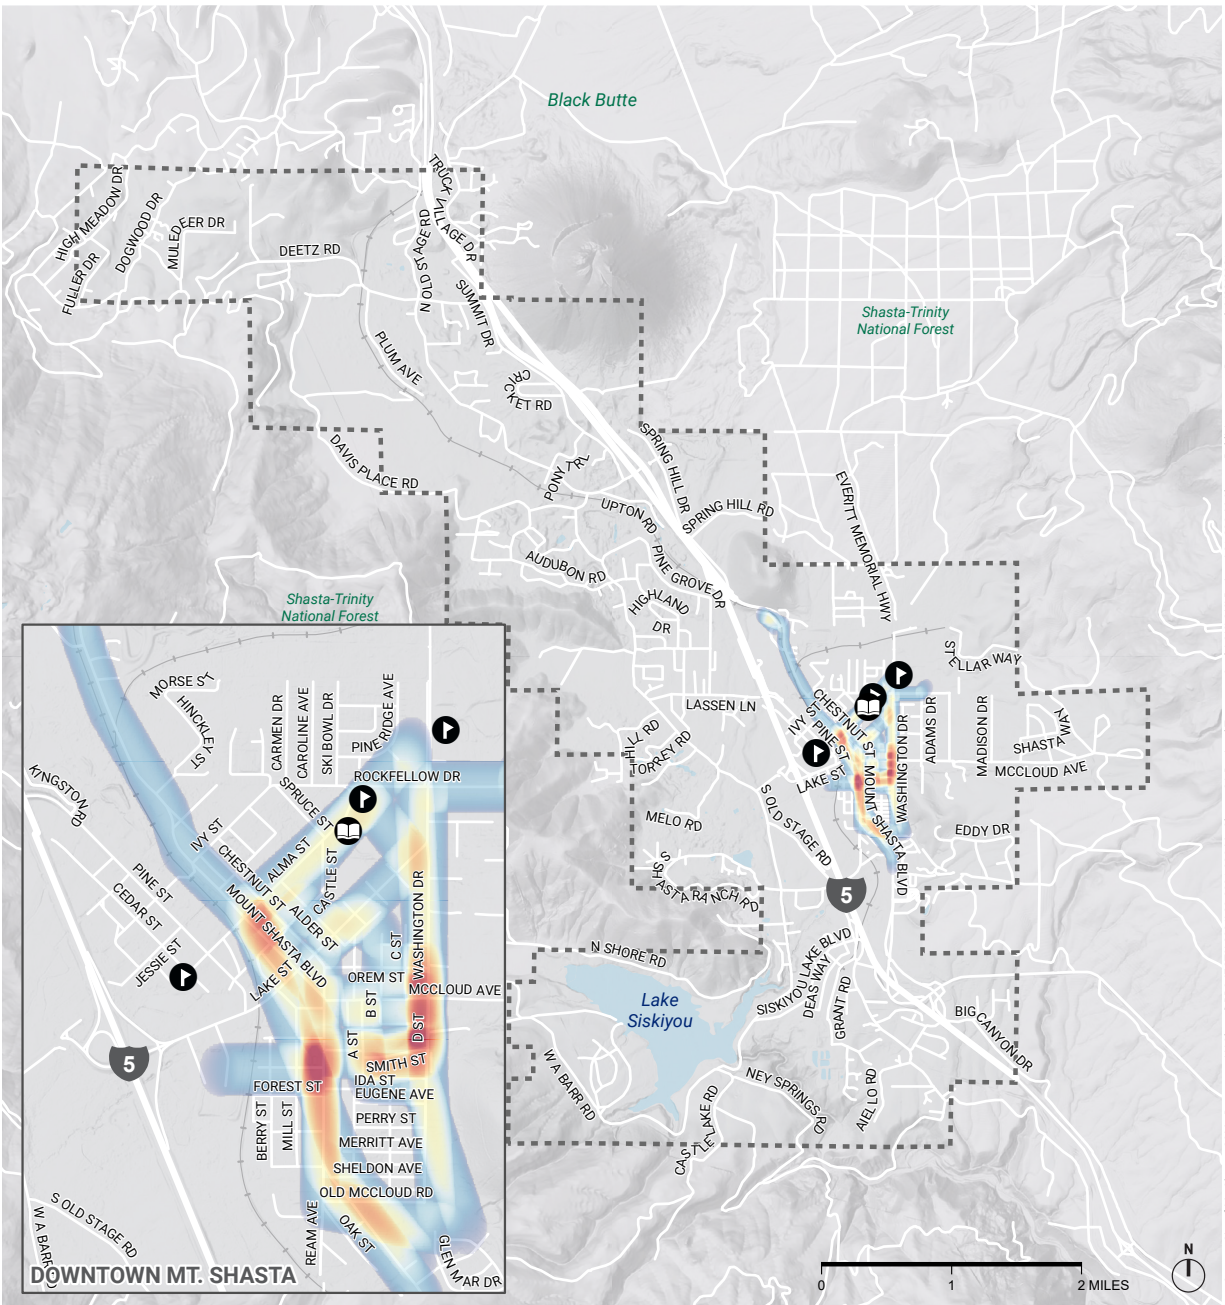 Black Butte
TRUCK VILLAGE DR
HIGH MEADOW DR
DOGWOOD DR
MULEDEER DR
FULLER DR
DEETZ RD
N OLD STAGE RD
SUMMIT DR
Shasta-Trinity
National Forest
PLUM AVE
CRICKET RD
DAVIS PLACE RD
PONY TRL
SPRING HILL DR
SPRING HILL RD
UPTON RD
EVERITT MEMORIAL HWY
AUDUBON RD
PINE GROVE DR
HIGHLAND
DR
Shasta-Trinity
National Forest
STELLAR WAY
LASSEN LN
IVY ST
CHESTNUT ST
PINE ST
LAKE ST
MOUNT SHASTA BLVD
WASHINGTON DR
ADAMS DR
MADISON DR
SHASTA WAY
MCCLOUD AVE
HILL RD
TORREY RD
MELO RD
S OLD STAGE RD
EDDY DR
S SHASTA RANCH RD
5
N SHORE RD
Lake
Siskiyou
SISKIYOU LAKE BLVD
DEAS WAY
GRANT RD
BIG CANYON DR
W A BARR RD
NEY SPRINGS RD
AIELLO RD
CASTLE LAKE RD
MORSE ST
HINCKLEY ST
CARMEN DR
CAROLINE AVE
SKI BOWL DR
PINE RIDGE AVE
ROCKFELLOW DR
KINGSTON RD
SPRUCE ST
IVY ST
ALMA ST
CHESTNUT ST
CASTLE ST
PINE ST
CEDAR ST
MOUNT SHASTA BLVD
ALDER ST
WASHINGTON DR
C ST
JESSIE ST
LAKE ST
OREM ST
MCCLOUD AVE
B ST
D ST
A ST
SMITH ST
5
FOREST ST
IDA ST
EUGENE AVE
BERRY ST
MILL ST
PERRY ST
MERRITT AVE
SHELDON AVE
OLD MCCLOUD RD
S OLD STAGE RD
W A BARR RD
REAM AVE
OAK ST
GLEN MAR DR
DOWNTOWN MT. SHASTA
0 1 2 MILES
N